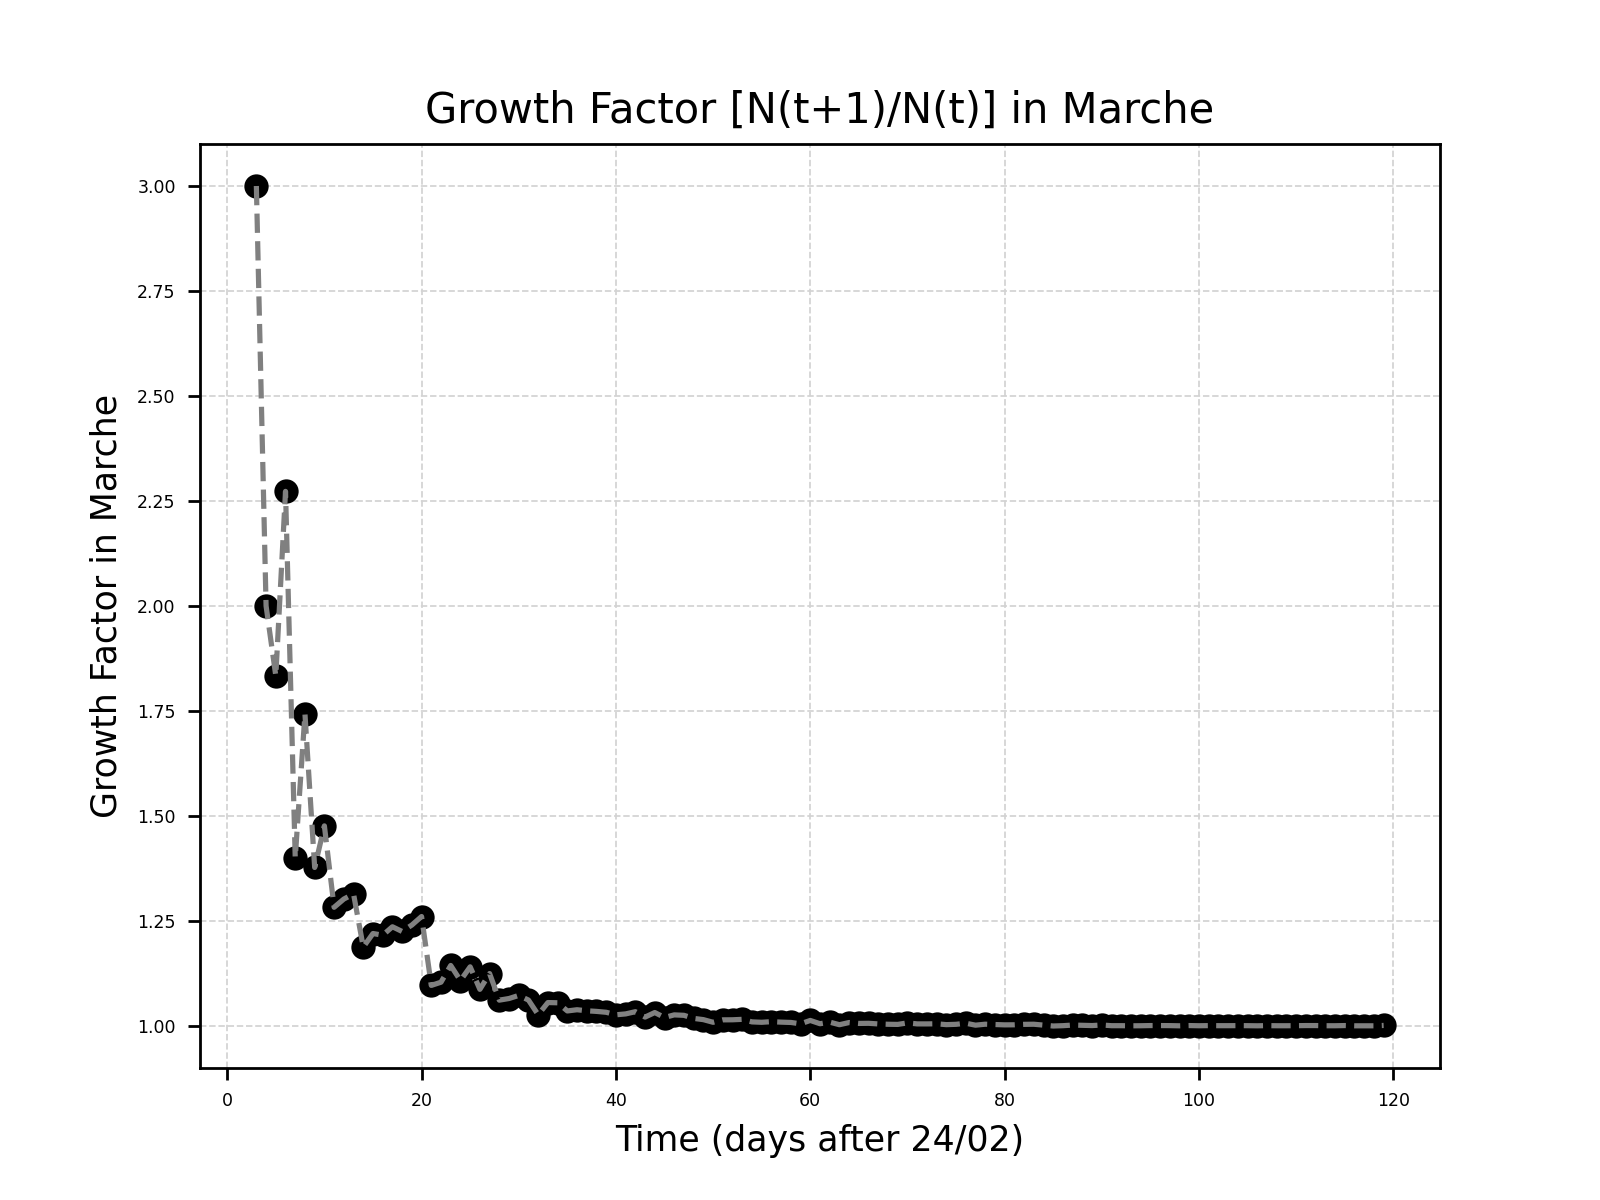 Growth Factor [N(t+1)/N(t)] in Marche
Growth Factor in Marche
3.00
2.75
2.50
2.25
2.00
1.75
1.50
1.25
1.00
0 20 40 60 80 100 120
Time (days after 24/02)